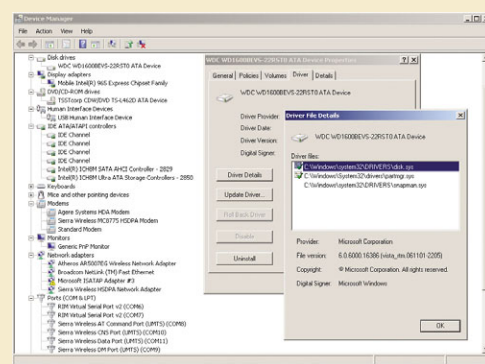 Device Manager
File Action View Help
Disk drives
WDC WD1600BEVS-22RST0 ATA Device
Display adapters
Mobile Intel(R) 965 Express Chipset Family
DVD/CD-ROM drives
TSSTcorp CDW/DVD TS-L462D ATA Device
Human Interface Devices
USB Human Interface Device
IDE ATA/ATAPI controllers
IDE Channel
IDE Channel
IDE Channel
Intel(R) ICH8M SATA AHCI Controller - 2829
Intel(R) ICH8M Ultra ATA Storage Controllers - 2850
Keyboards
Mice and other pointing devices
Modems
Agere Systems HDA Modem
Sierra Wireless MC8775 HSDPA Modem
Standard Modem
Monitors
Generic PnP Monitor
Network adapters
Atheros AR5007EG Wireless Network Adapter
Broadcom NetLink (TM) Fast Ethernet
Microsoft ISATAP Adapter #3
Sierra Wireless HSDPA Network Adapter
Ports (COM & LPT)
RIM Virtual Serial Port v2 (COM6)
RIM Virtual Serial Port v2 (COM7)
Sierra Wireless AT Command Port (UMTS) (COM8)
Sierra Wireless CNS Port (UMTS) (COM10)
Sierra Wireless Data Port (UMTS) (COM11)
Sierra Wireless DM Port (UMTS) (COM9)
WDC WD1600BEVS-22RST0 ATA Device Properties
General Policies Volumes Driver Details
WDC WD1600BEVS-22RST0 ATA Device
Driver Provider:
Driver Date:
Driver Version:
Digital Signer:
Driver Details
Update Driver...
Roll Back Driver
Disable
Uninstall
Driver File Details
WDC WD1600BEVS-22RST0 ATA Device
Driver files:
C:\Windows\system32\DRIVERS\disk.sys
C:\Windows\system32\drivers\partmgr.sys
C:\Windows\system32\DRIVERS\snapman.sys
Provider: Microsoft Corporation
File version: 6.0.6000.16386 (vista_rtm.061101-2205)
Copyright: © Microsoft Corporation. All rights reserved.
Digital Signer: Microsoft Windows
OK